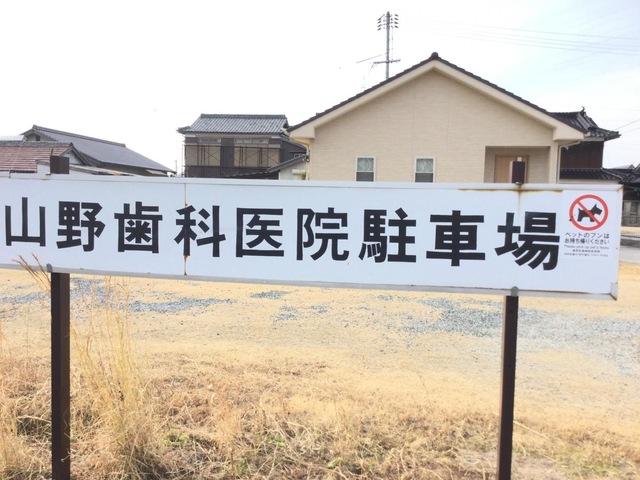 山野歯科医院駐車場
ペットのフンは
お持ち帰りください